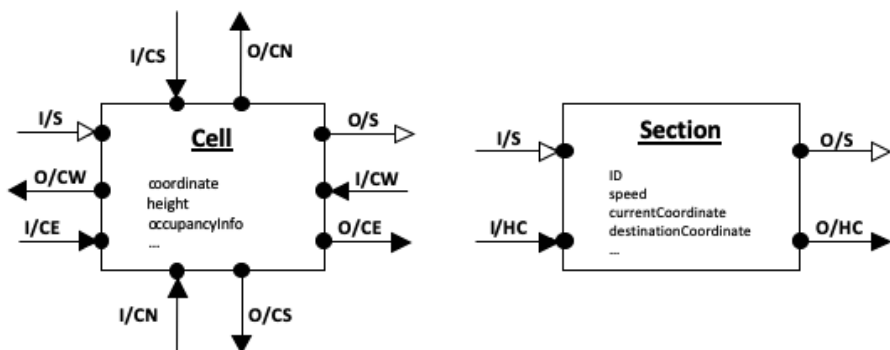 I/CS
O/CN
I/S
Cell
O/S
O/CW
coordinate
height
occupancyInfo
...
I/CW
I/CE
O/CE
I/CN
O/CS
I/S
Section
O/S
ID
speed
currentCoordinate
destinationCoordinate
...
I/HC
O/HC